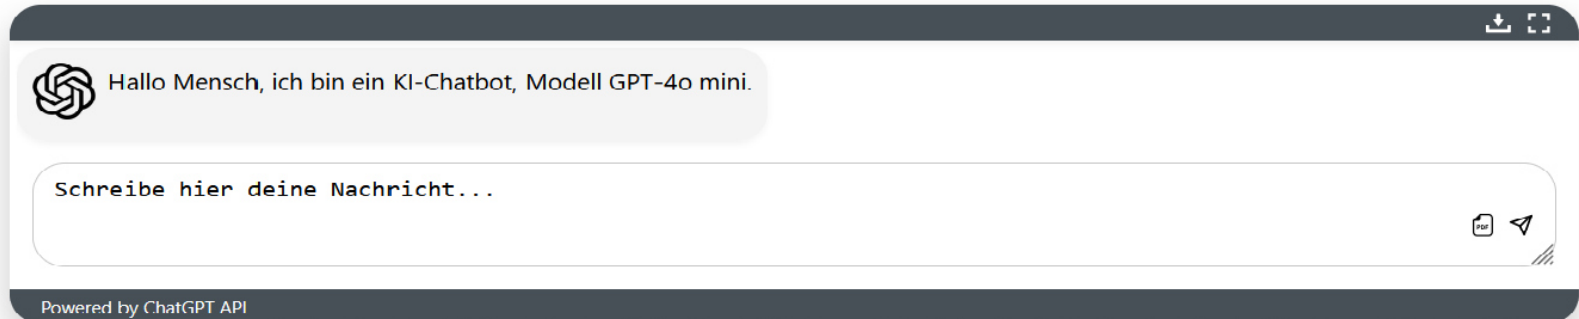 Hallo Mensch, ich bin ein KI-Chatbot, Modell GPT-4o mini.
Schreibe hier deine Nachricht...
PDF
Powered by ChatGPT API